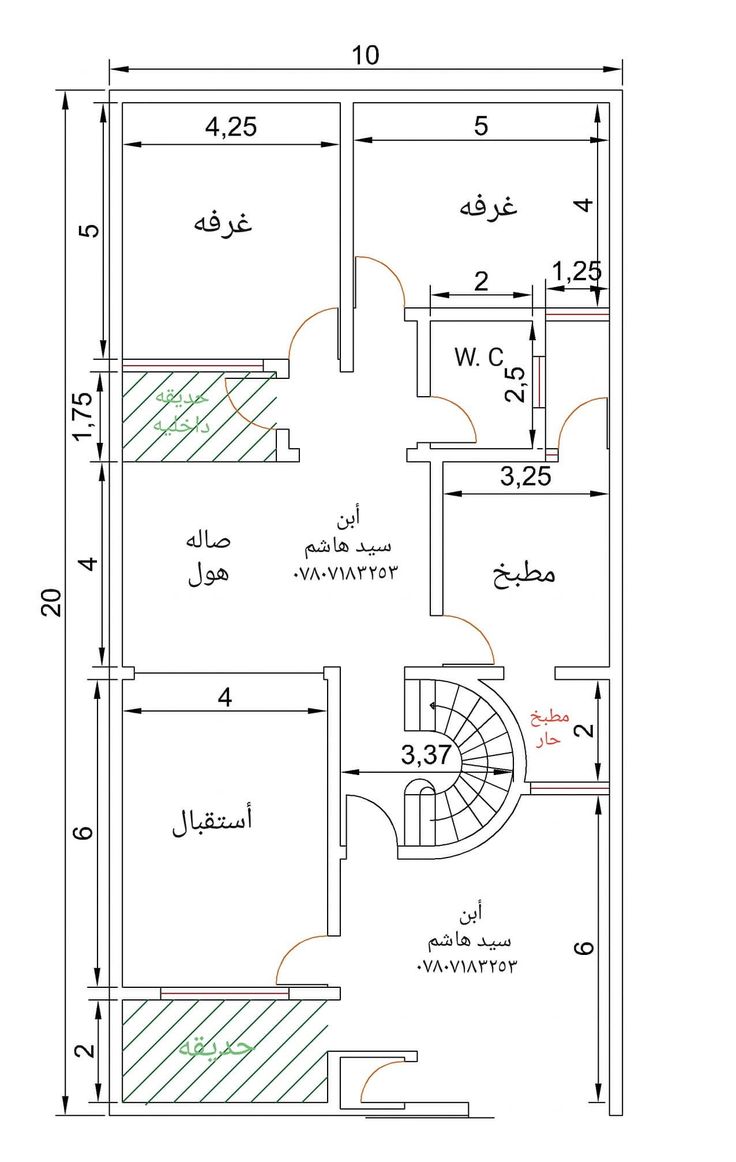 10
4,25
5
5
غرفه
غرفه
4
1,25
2
W. C
2,5
1,75
حديقه
داخليه
3,25
أبن
سيد هاشم
٠٧٨٠٧١٨٣٢٥٣
صاله
هول
مطبخ
4
20
4
مطبخ
حار
2
3,37
أستقبال
6
أبن
سيد هاشم
٠٧٨٠٧١٨٣٢٥٣
6
حديقه
2